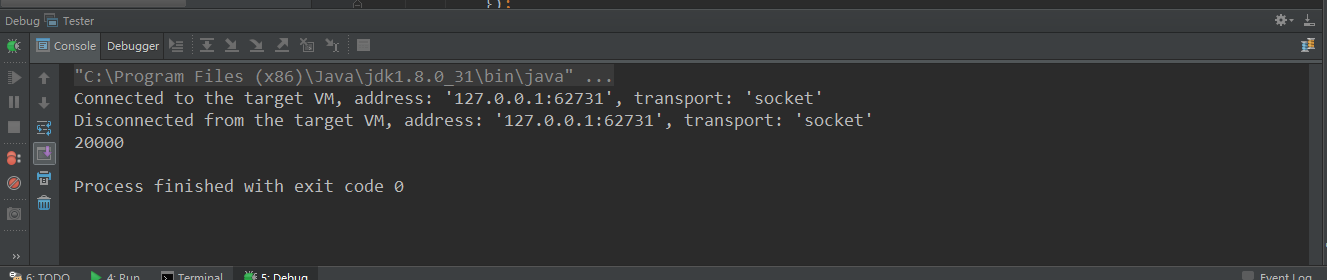 });
Debug Tester
Console Debugger
"C:\Program Files (x86)\Java\jdk1.8.0_31\bin\java" ...
Connected to the target VM, address: '127.0.0.1:62731', transport: 'socket'
Disconnected from the target VM, address: '127.0.0.1:62731', transport: 'socket'
20000
Process finished with exit code 0
6: TODO 4: Run Terminal 5: Debug Event Log